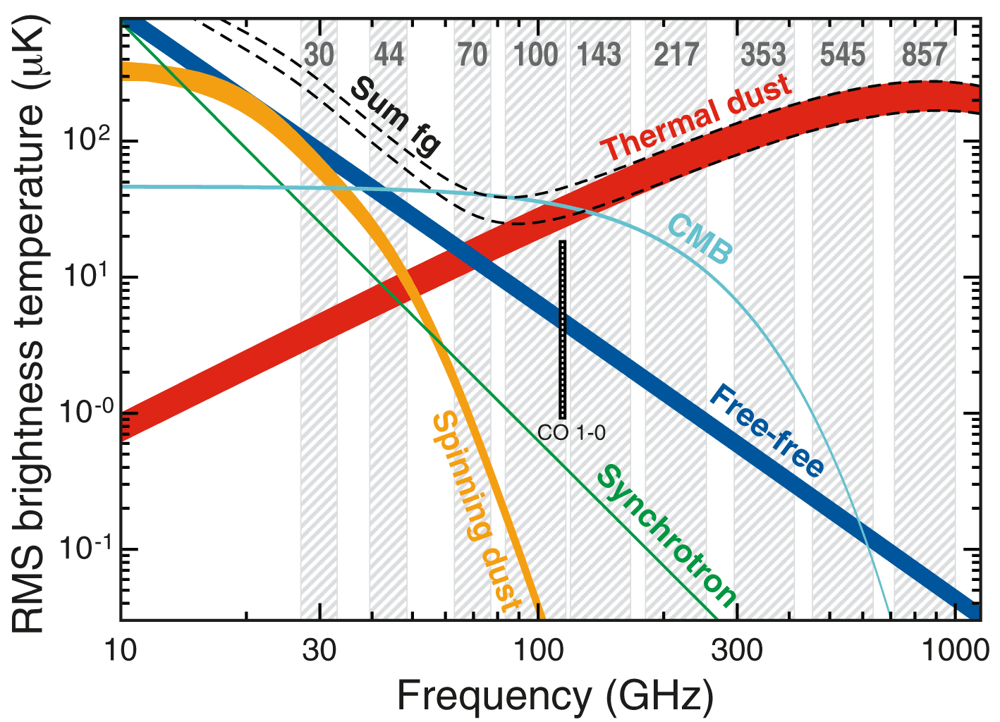 30 44 70 100 143 217 353 545 857
Sum fg
Thermal dust
CMB
CO 1-0
Free-free
Spinning dust
Synchrotron
RMS brightness temperature (μK)
10²
10¹
10⁻⁰
10⁻¹
10 30 100 300 1000
Frequency (GHz)